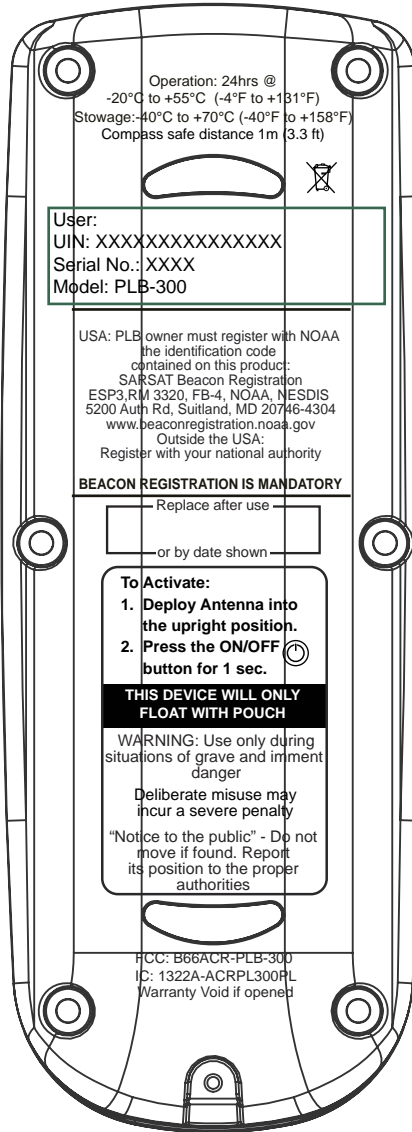 Operation: 24hrs @
-20°C to +55°C (-4°F to +131°F)
Stowage:-40°C to +70°C (-40°F to +158°F)
Compass safe distance 1m (3.3 ft)
User:
UIN: XXXXXXXXXXXXXXX
Serial No.: XXXX
Model: PLB-300
USA: PLB owner must register with NOAA
the identification code
contained on this product:
SARSAT Beacon Registration
ESP3,RM 3320, FB-4, NOAA, NESDIS
5200 Auth Rd, Suitland, MD 20746-4304
www.beaconregistration.noaa.gov
Outside the USA:
Register with your national authority
BEACON REGISTRATION IS MANDATORY
Replace after use
or by date shown
To Activate:
1. Deploy Antenna into
the upright position.
2. Press the ON/OFF
button for 1 sec.
THIS DEVICE WILL ONLY
FLOAT WITH POUCH
WARNING: Use only during
situations of grave and imment
danger
Deliberate misuse may
incur a severe penalty
“Notice to the public” - Do not
move if found. Report
its position to the proper
authorities
FCC: B66ACR-PLB-300
IC: 1322A-ACRPL300PL
Warranty Void if opened